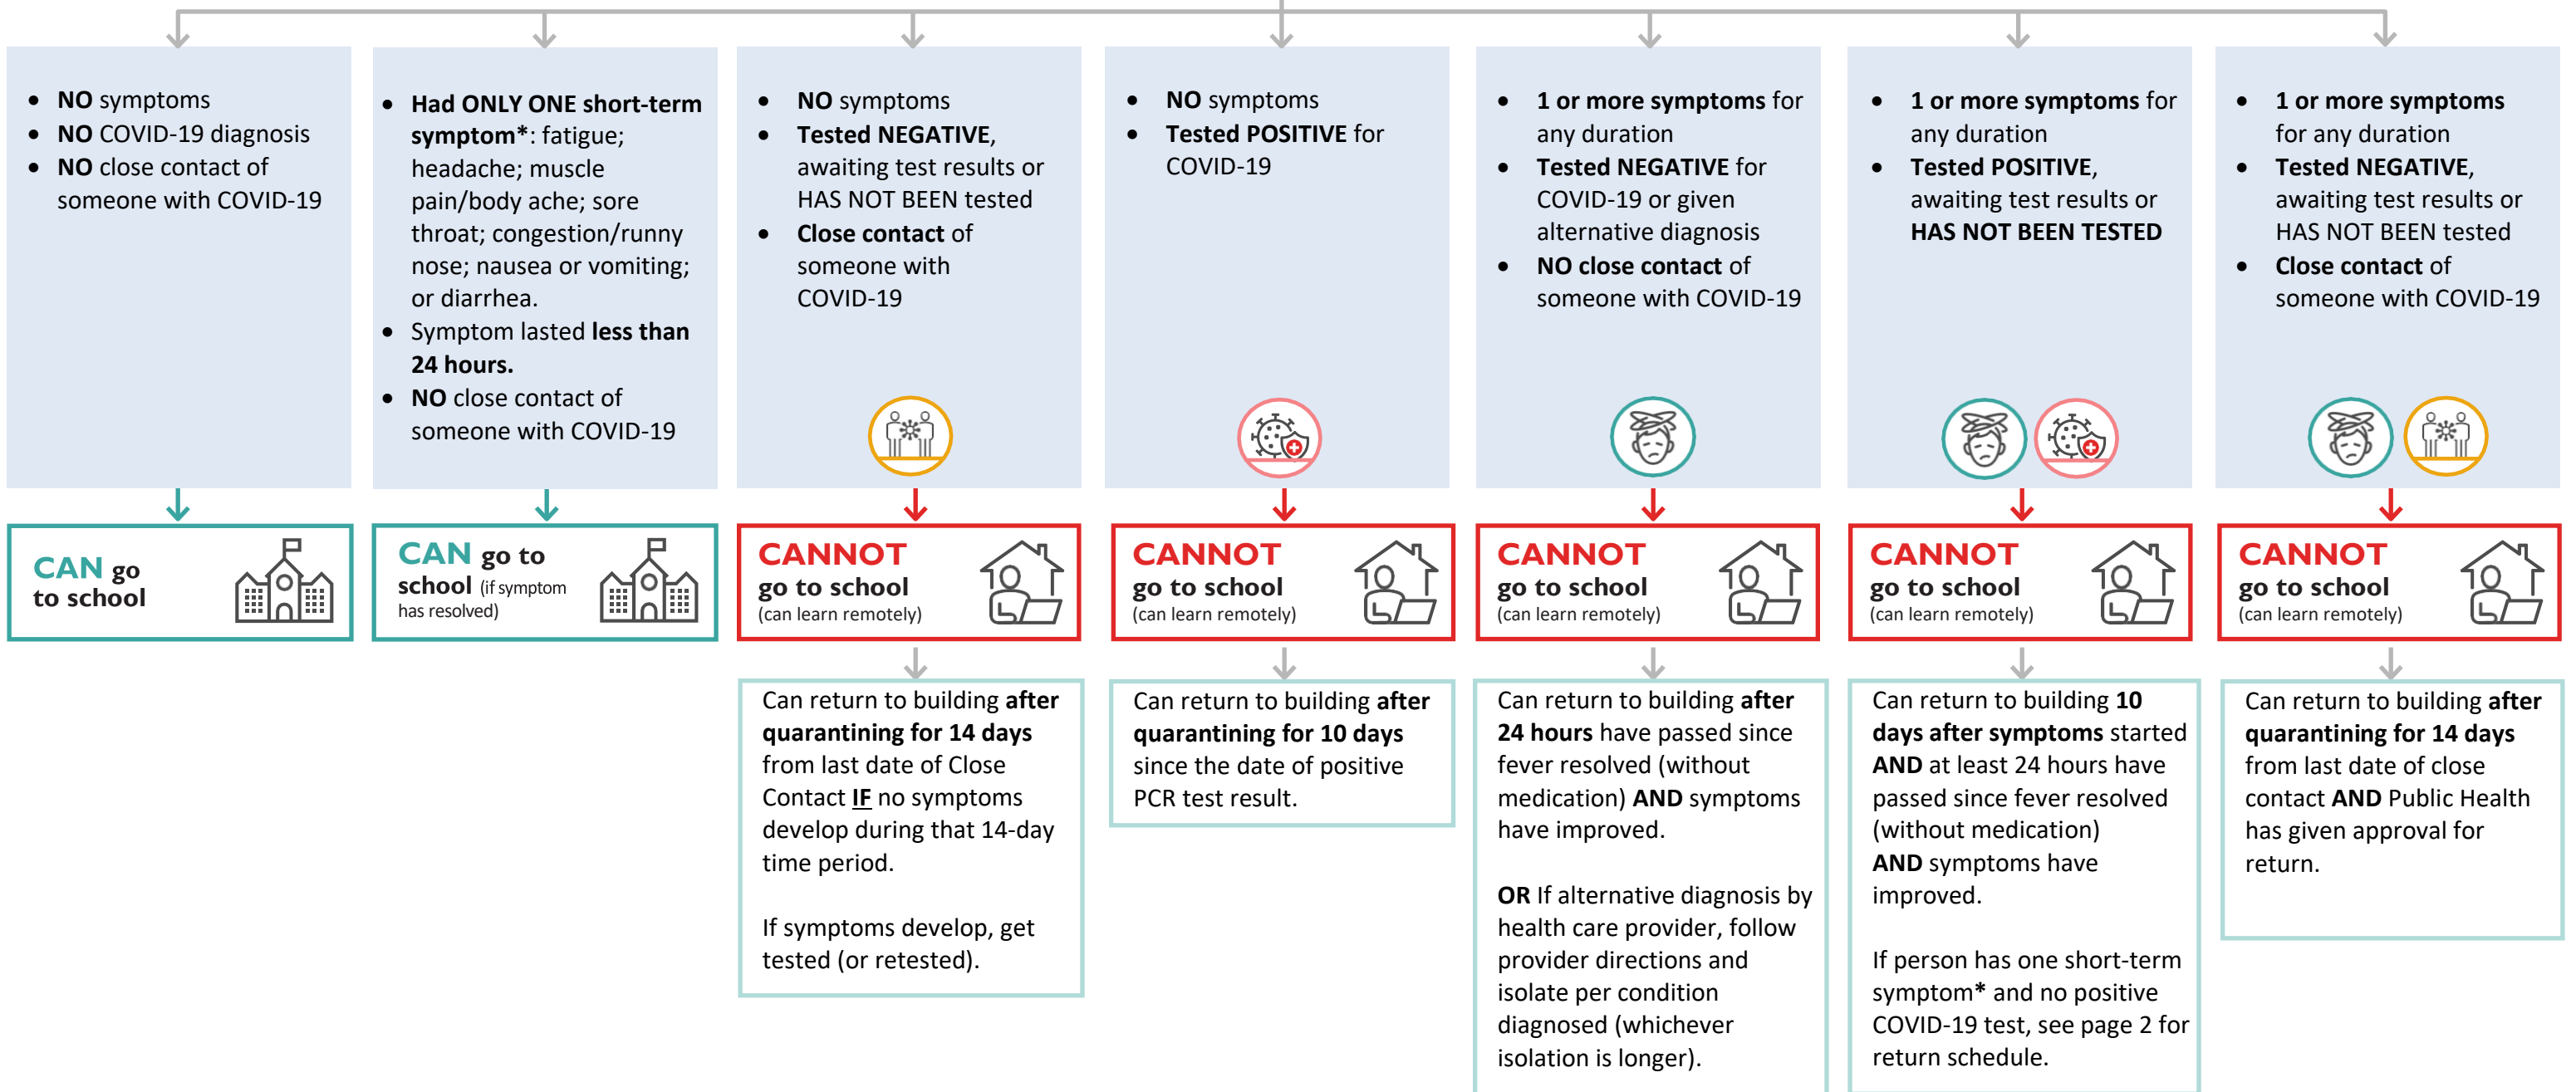 • NO symptoms
• NO COVID-19 diagnosis
• NO close contact of
someone with COVID-19
CAN go
to school
• Had ONLY ONE short-term
symptom*: fatigue;
headache; muscle
pain/body ache; sore
throat; congestion/runny
nose; nausea or vomiting;
or diarrhea.
• Symptom lasted less than
24 hours.
• NO close contact of
someone with COVID-19
CAN go to
school (if symptom
has resolved)
• NO symptoms
• Tested NEGATIVE,
awaiting test results or
HAS NOT BEEN tested
• Close contact of
someone with
COVID-19
CANNOT
go to school
(can learn remotely)
Can return to building after
quarantining for 14 days
from last date of Close
Contact IF no symptoms
develop during that 14-day
time period.
If symptoms develop, get
tested (or retested).
• NO symptoms
• Tested POSITIVE for
COVID-19
CANNOT
go to school
(can learn remotely)
Can return to building after
quarantining for 10 days
since the date of positive
PCR test result.
• 1 or more symptoms for
any duration
• Tested NEGATIVE for
COVID-19 or given
alternative diagnosis
• NO close contact of
someone with COVID-19
CANNOT
go to school
(can learn remotely)
Can return to building after
24 hours have passed since
fever resolved (without
medication) AND symptoms
have improved.
OR If alternative diagnosis by
health care provider, follow
provider directions and
isolate per condition
diagnosed (whichever
isolation is longer).
• 1 or more symptoms for
any duration
• Tested POSITIVE,
awaiting test results or
HAS NOT BEEN TESTED
CANNOT
go to school
(can learn remotely)
Can return to building 10
days after symptoms started
AND at least 24 hours have
passed since fever resolved
(without medication)
AND symptoms have
improved.
If person has one short-term
symptom* and no positive
COVID-19 test, see page 2 for
return schedule.
• 1 or more symptoms
for any duration
• Tested NEGATIVE,
awaiting test results or
HAS NOT BEEN tested
• Close contact of
someone with COVID-19
CANNOT
go to school
(can learn remotely)
Can return to building after
quarantining for 14 days
from last date of close
contact AND Public Health
has given approval for
return.